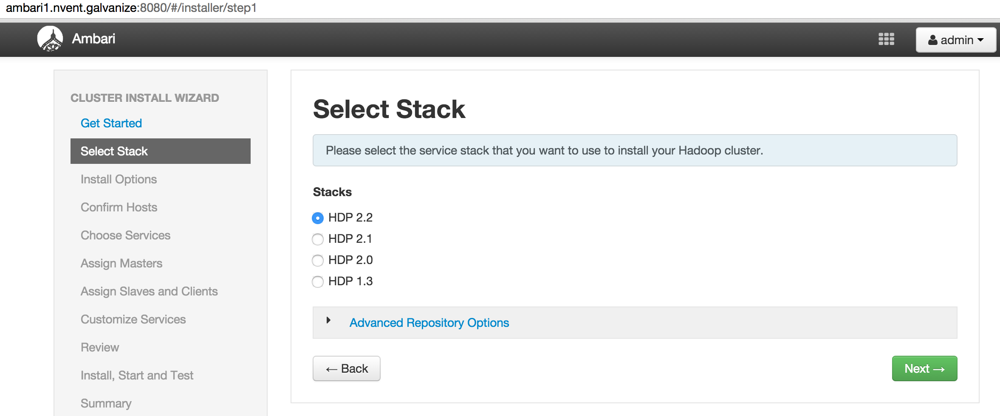 ambari1.nvent.galvanize:8080/#/installer/step1
Ambari
admin
CLUSTER INSTALL WIZARD
Get Started
Select Stack
Install Options
Confirm Hosts
Choose Services
Assign Masters
Assign Slaves and Clients
Customize Services
Review
Install, Start and Test
Summary
Select Stack
Please select the service stack that you want to use to install your Hadoop cluster.
Stacks
HDP 2.2
HDP 2.1
HDP 2.0
HDP 1.3
Advanced Repository Options
← Back
Next →